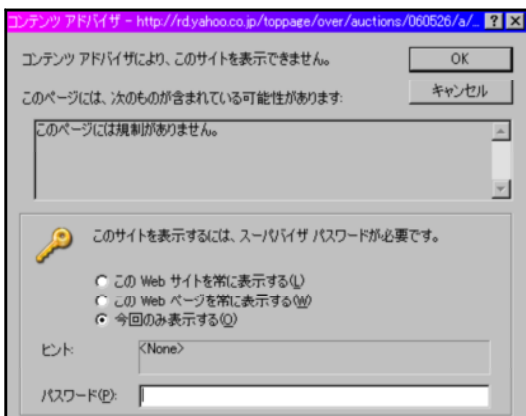 コンテンツ アドバイザ - http://rd.yahoo.co.jp/toppage/over/auctions/060526/a/_..
コンテンツ アドバイザにより、このサイトを表示できません。
OK
キャンセル
このページには、次のものが含まれている可能性があります:
このページには規制がありません。
このサイトを表示するには、スーパバイザ パスワードが必要です。
この Web サイトを常に表示する(L)
この Web ページを常に表示する(W)
今回のみ表示する(O)
ヒント:
<None>
パスワード(P):